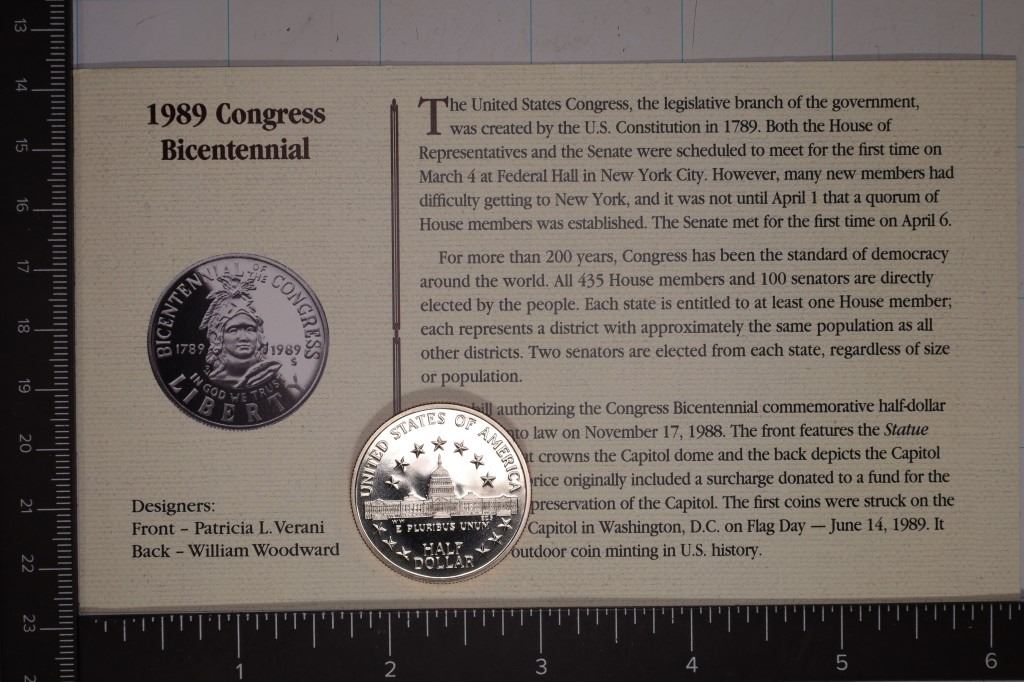 1989 Congress
Bicentennial
BICENTENNIAL OF THE CONGRESS
1789 1989
S
IN GOD WE TRUST
LIBERTY
Designers:
Front – Patricia L. Verani
Back – William Woodward
The United States Congress, the legislative branch of the government,
was created by the U.S. Constitution in 1789. Both the House of
Representatives and the Senate were scheduled to meet for the first time on
March 4 at Federal Hall in New York City. However, many new members had
difficulty getting to New York, and it was not until April 1 that a quorum of
House members was established. The Senate met for the first time on April 6.
For more than 200 years, Congress has been the standard of democracy
around the world. All 435 House members and 100 senators are directly
elected by the people. Each state is entitled to at least one House member;
each represents a district with approximately the same population as all
other districts. Two senators are elected from each state, regardless of size
or population.
bill authorizing the Congress Bicentennial commemorative half-dollar
into law on November 17, 1988. The front features the Statue
crowns the Capitol dome and the back depicts the Capitol
price originally included a surcharge donated to a fund for the
preservation of the Capitol. The first coins were struck on the
Capitol in Washington, D.C. on Flag Day — June 14, 1989. It
outdoor coin minting in U.S. history.
UNITED STATES OF AMERICA
E PLURIBUS UNUM
HALF
DOLLAR
13
14
15
16
17
18
19
20
21
22
23
1 2 3 4 5 6